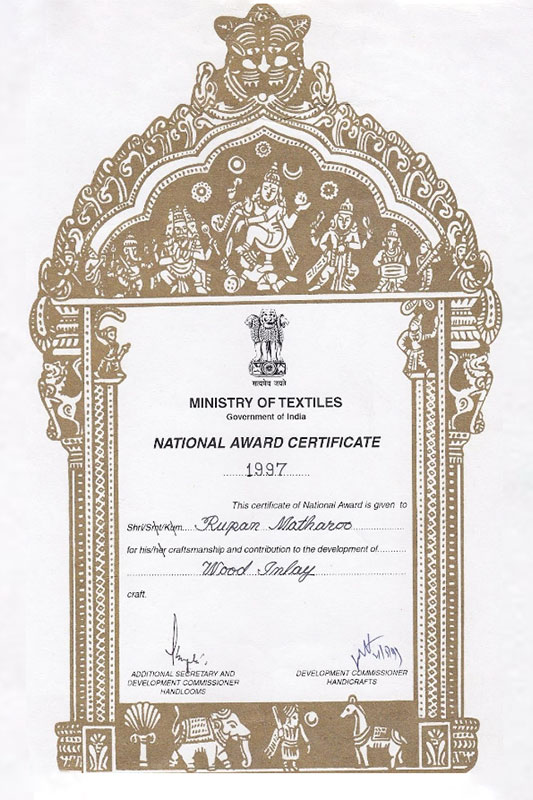 सत्यमेव जयते
MINISTRY OF TEXTILES
Government of India
NATIONAL AWARD CERTIFICATE
1997
This certificate of National Award is given to
Shri/Smt/Kum. Rupan Matharoo
for his/her craftsmanship and contribution to the development of
Wood Inlay
craft.
ADDITIONAL SECRETARY AND
DEVELOPMENT COMMISSIONER
HANDLOOMS
DEVELOPMENT COMMISSIONER
HANDICRAFTS